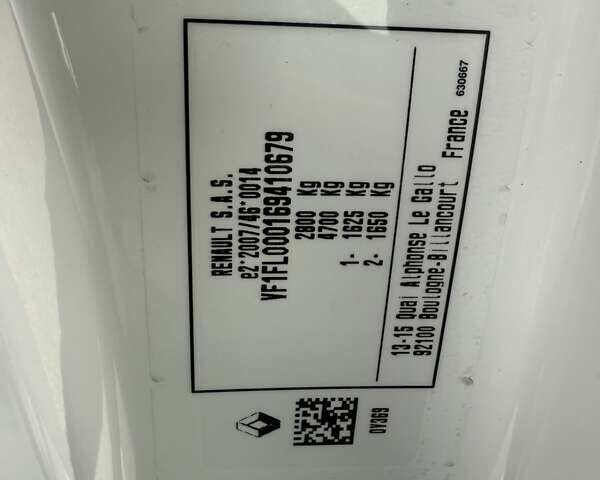 RENAULT S.A.S.
e2*2007/46*0014
VF1FL000169410679
2800 Kg
4700 Kg
1- 1625 Kg
2- 1650 Kg
13-15 Quai Alphonse Le Gallo
92100 Boulogne-Billancourt France
630667
0Y369